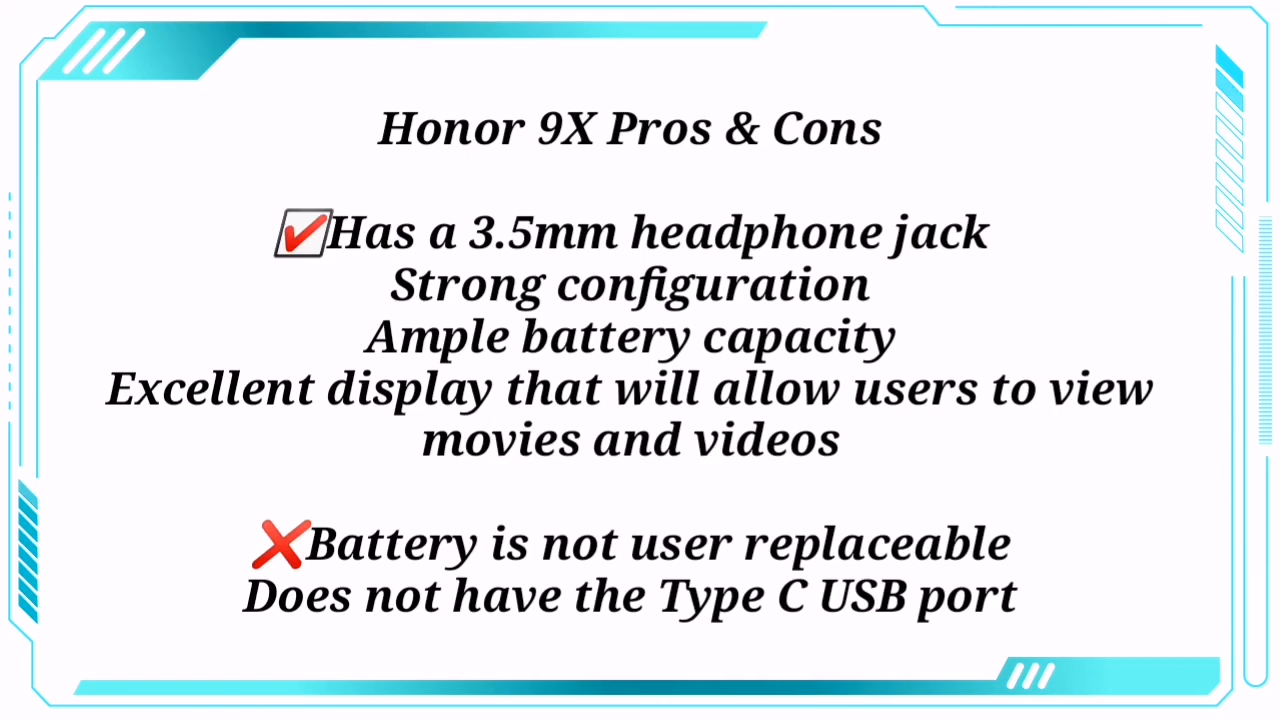 Honor 9X Pros & Cons
☑Has a 3.5mm headphone jack
Strong configuration
Ample battery capacity
Excellent display that will allow users to view
movies and videos
❌Battery is not user replaceable
Does not have the Type C USB port